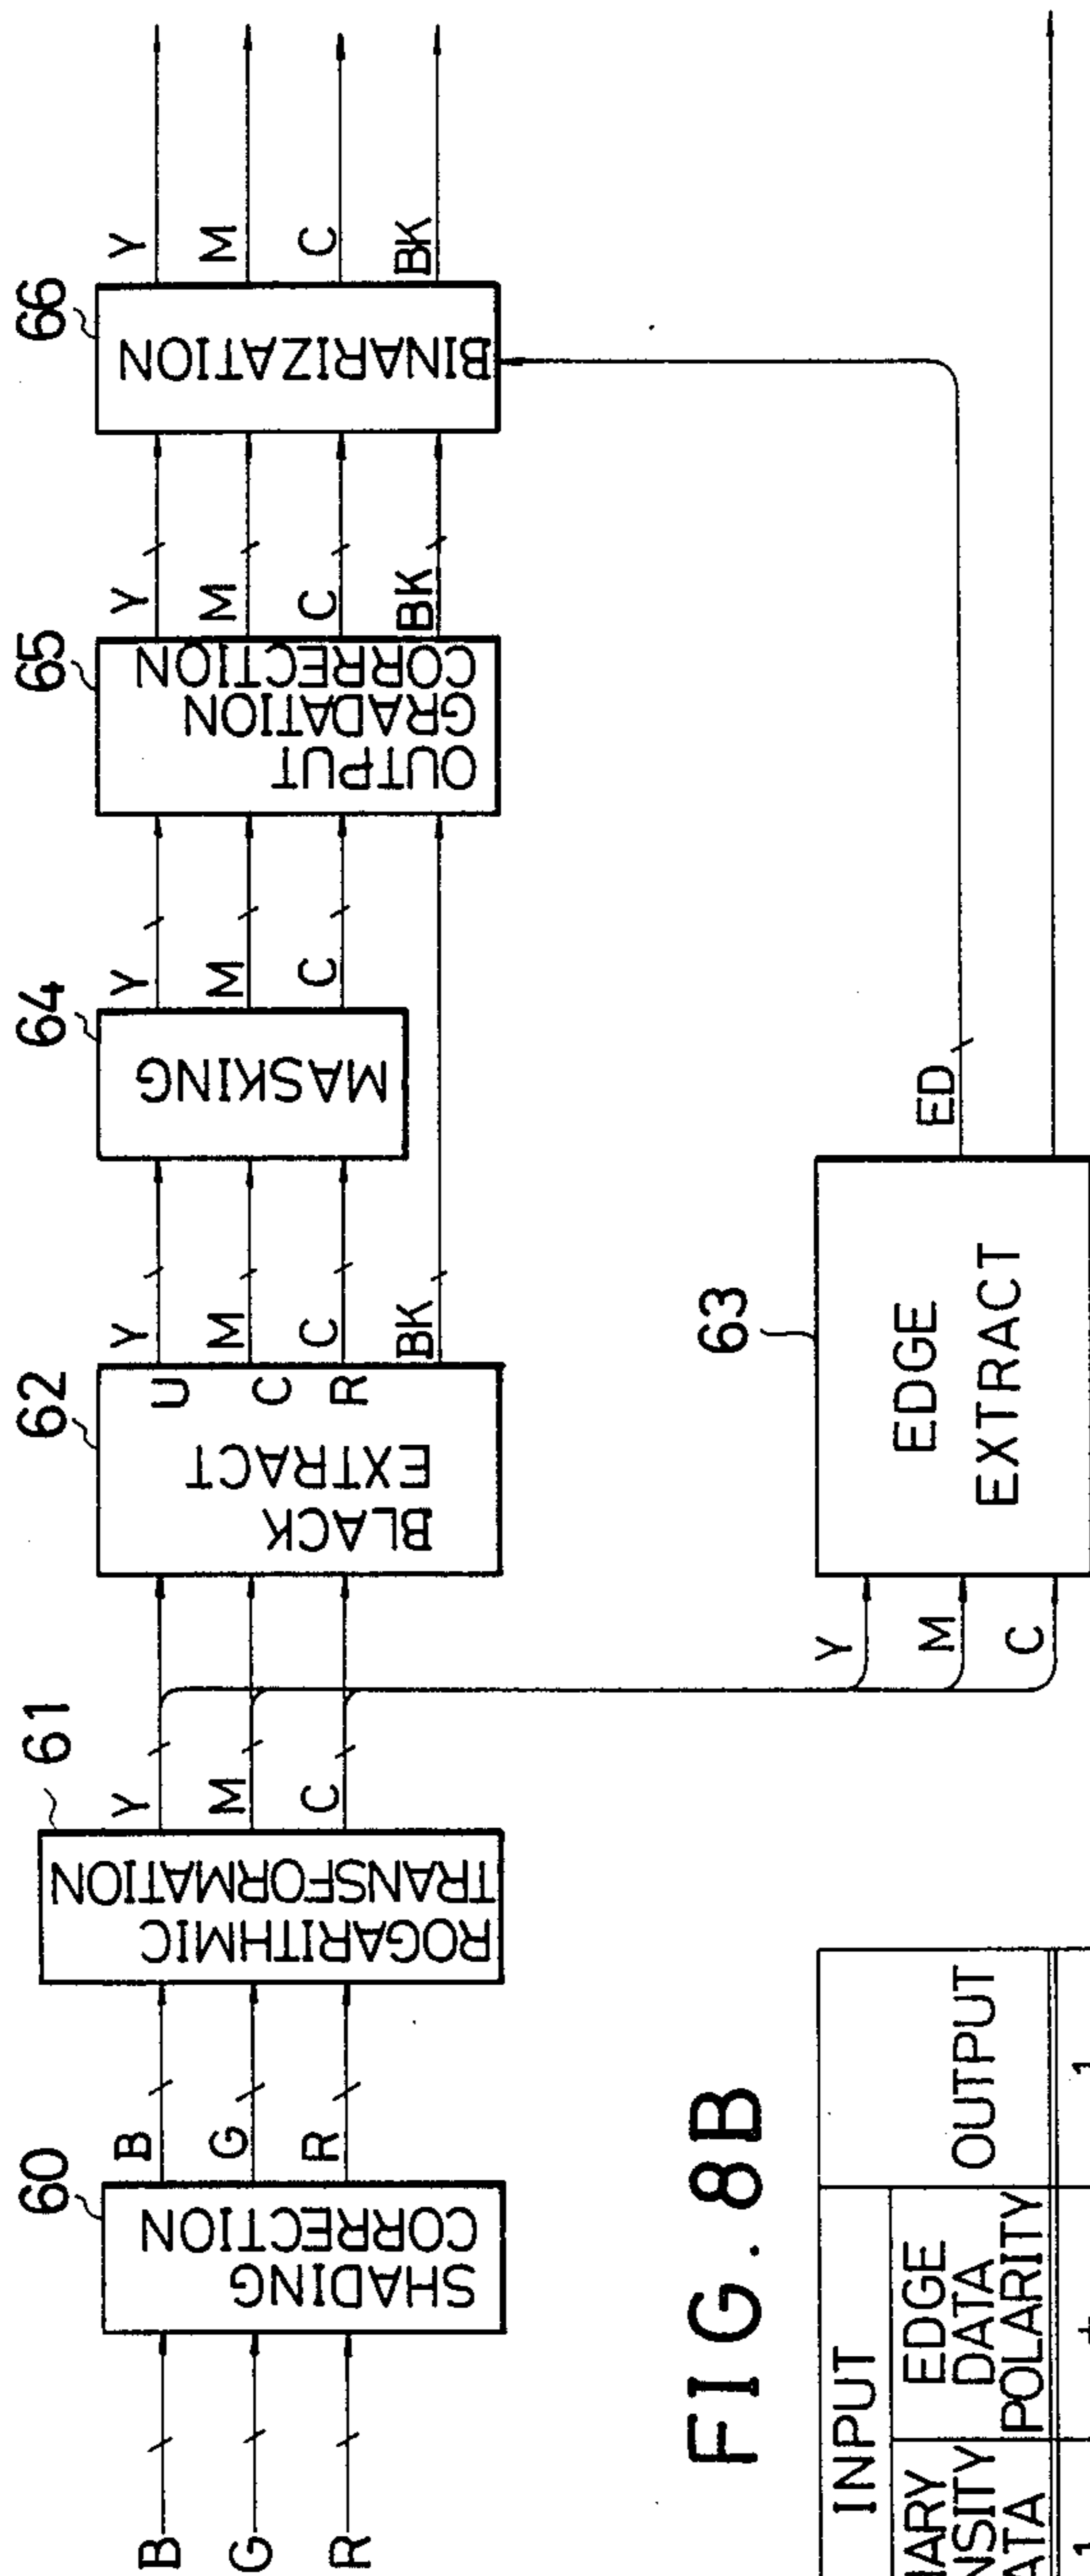 B
G
R
60
SHADING
CORRECTION
B
G
R
61
ROGARITHMIC
TRANSFORMATION
Y
M
C
62
BLACK
EXTRACT
U
C
R
Y
M
C
BK
64
MASKING
Y
M
C
65
OUTPUT
GRADATION
CORRECTION
Y
M
C
BK
66
BINARIZATION
Y
M
C
BK
Y
M
C
63
EDGE
EXTRACT
ED
FIG. 8B
INPUT
OUTPUT
EDGE
DATA
POLARITY